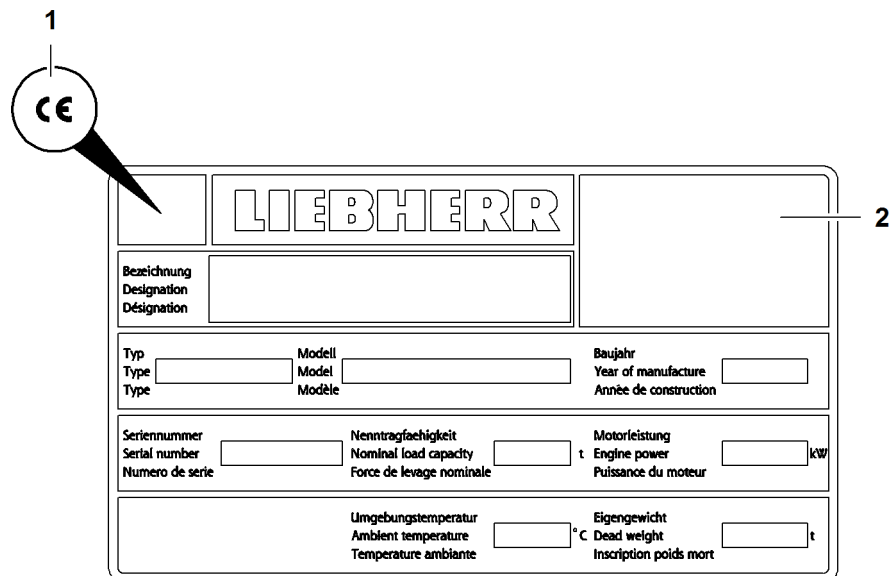 1
CE
LIEBHERR
2
Bezeichnung
Designation
Désignation
Typ
Type
Type
Modell
Model
Modèle
Baujahr
Year of manufacture
Année de construction
Seriennummer
Serial number
Numero de serie
Nenntragfaehigkeit
Nominal load capacity t
Force de levage nominale
Motorleistung
Engine power kW
Puissance du moteur
Umgebungstemperatur
Ambient temperature °C
Temperature ambiante
Eigengewicht
Dead weight t
Inscription poids mort